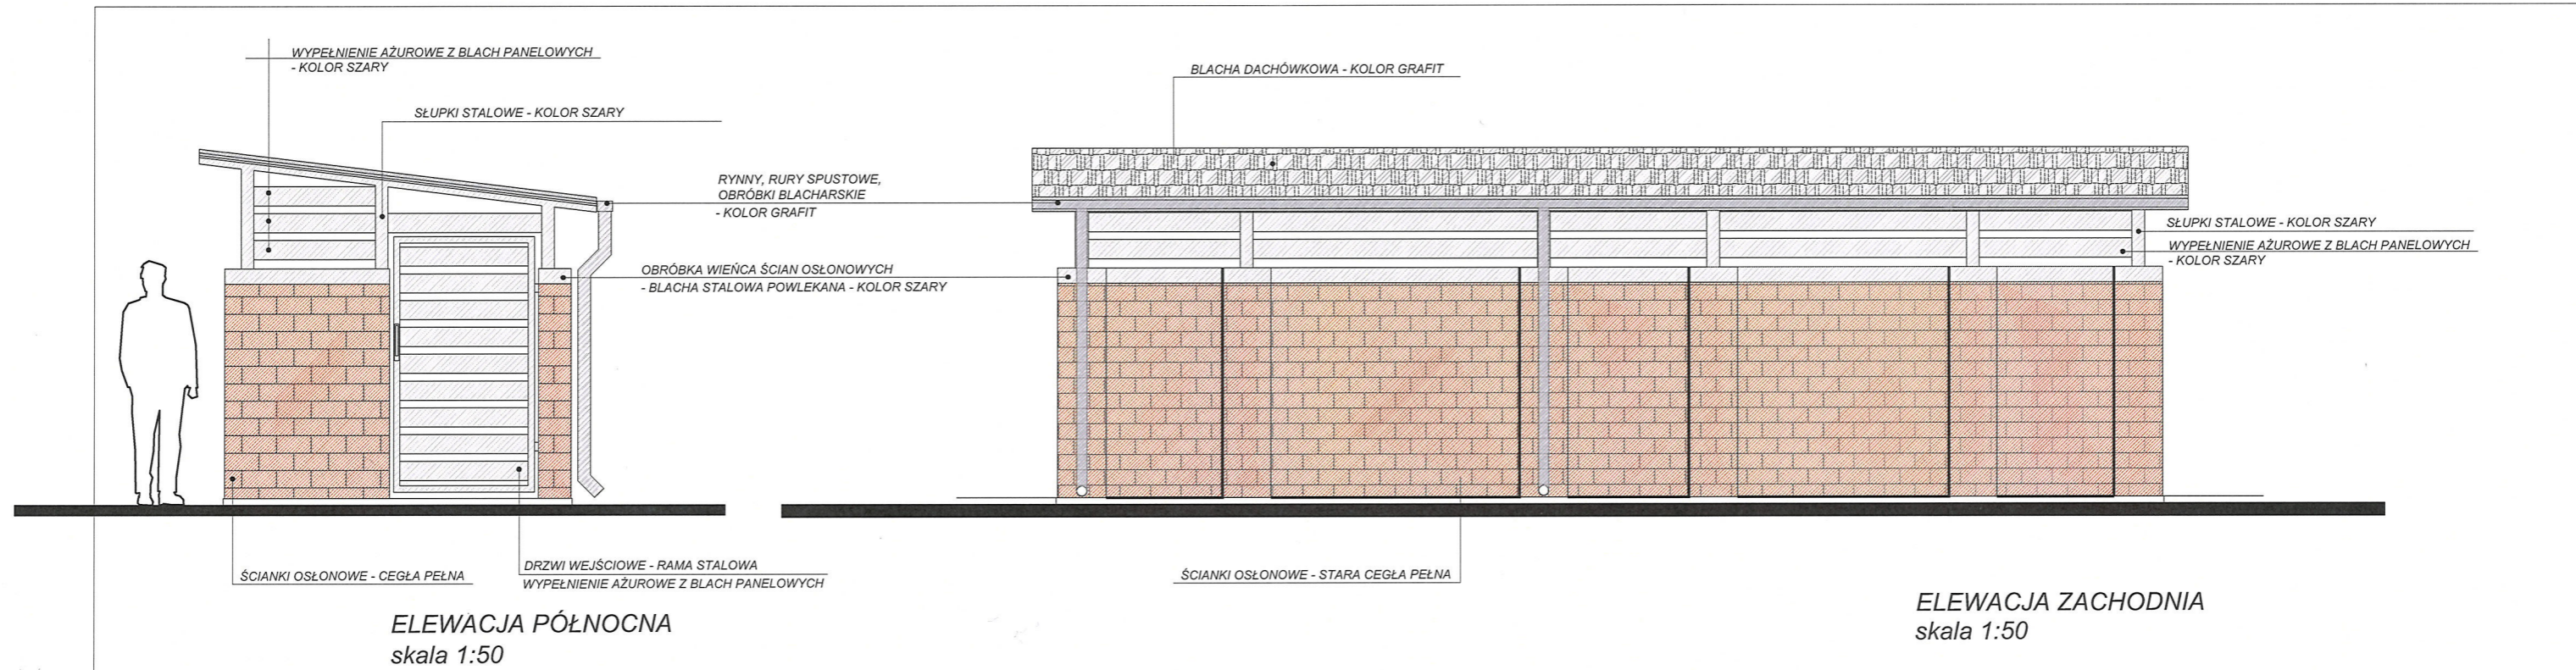 WYPEŁNIENIE AŻUROWE Z BLACH PANELOWYCH
- KOLOR SZARY
SŁUPKI STALOWE - KOLOR SZARY
RYNNY, RURY SPUSTOWE,
OBRÓBKI BLACHARSKIE
- KOLOR GRAFIT
OBRÓBKA WIEŃCA ŚCIAN OSŁONOWYCH
- BLACHA STALOWA POWLEKANA - KOLOR SZARY
ŚCIANKI OSŁONOWE - CEGŁA PEŁNA
DRZWI WEJŚCIOWE - RAMA STALOWA
WYPEŁNIENIE AŻUROWE Z BLACH PANELOWYCH
ELEWACJA PÓŁNOCNA
skala 1:50
BLACHA DACHÓWKOWA - KOLOR GRAFIT
SŁUPKI STALOWE - KOLOR SZARY
WYPEŁNIENIE AŻUROWE Z BLACH PANELOWYCH
- KOLOR SZARY
ŚCIANKI OSŁONOWE - STARA CEGŁA PEŁNA
ELEWACJA ZACHODNIA
skala 1:50